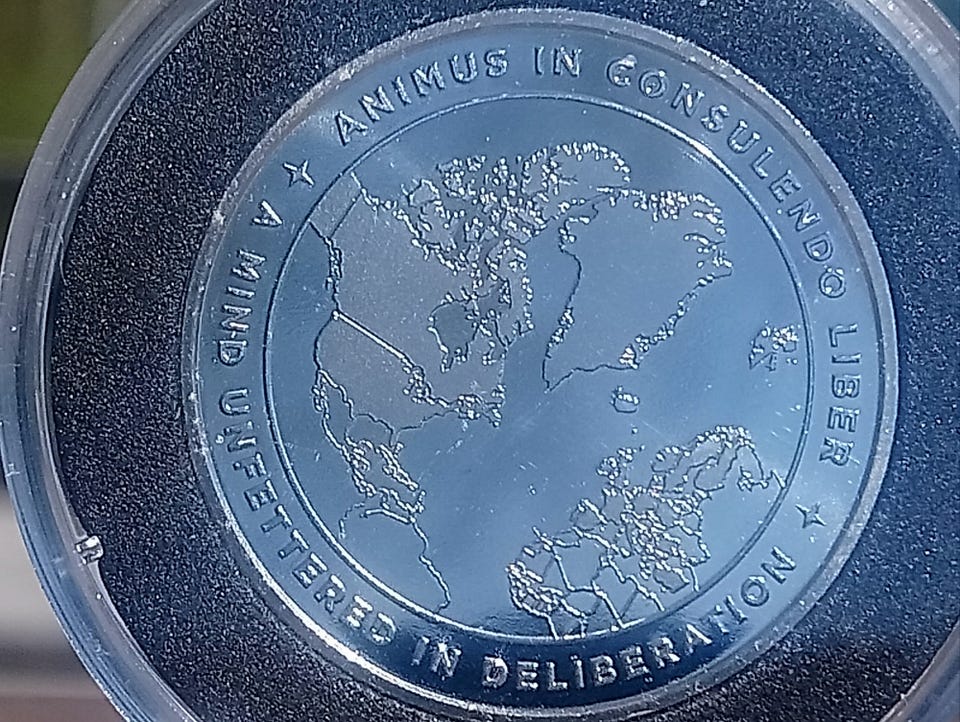 ANIMUS IN CONSULENDO LIBER
A MIND UNFETTERED IN DELIBERATION